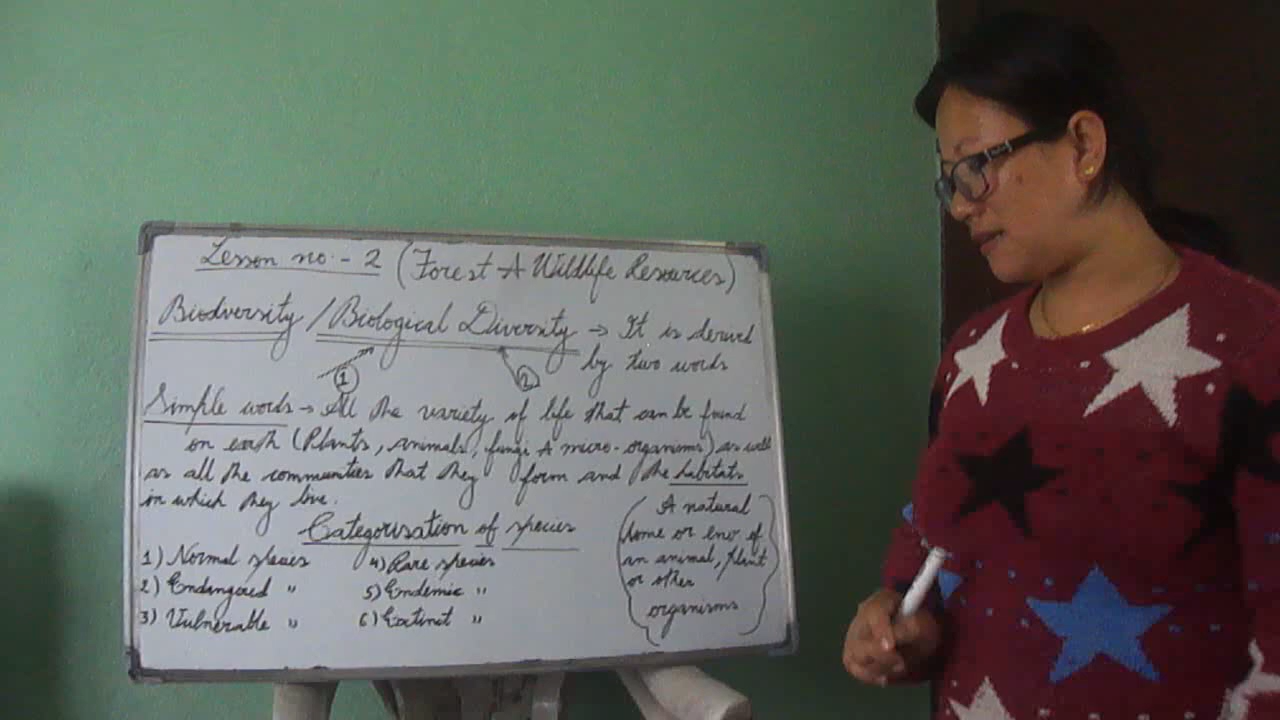 Lesson no.- 2 (Forest & Wildlife Resources)
Biodversity / Biological Diversity → It is derived
by two words
1 2
Simple words → All the variety of life that can be found
on earth (Plants, animals, fungi & micro-organisms) as well
as all the communities that they form and the habitats
in which they live.
Categorisation of species
1) Normal species 4) Rare species
2) Endangered " 5) Endemic "
3) Vulnerable " 6) Extinct "
(A natural
home or env of
an animal, plant
or other
organisms)